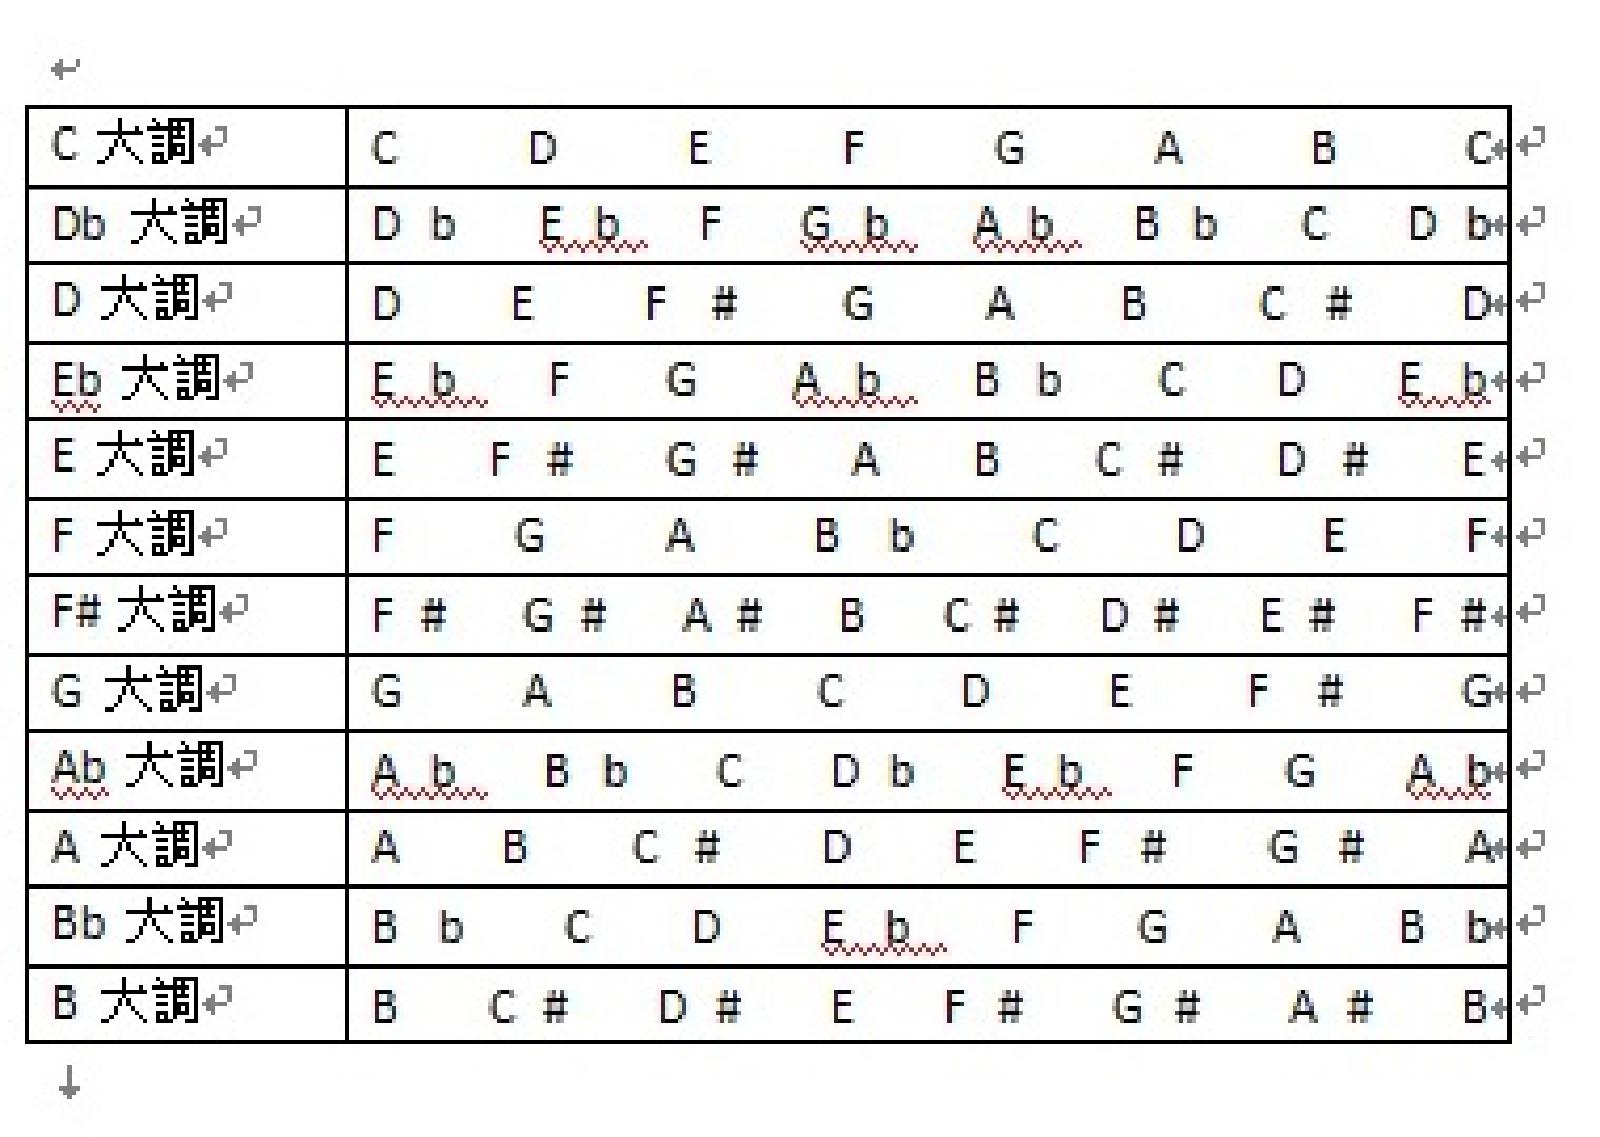 C 大調 C D E F G A B C
Db 大調 D b E b F G b A b B b C D b
D 大調 D E F # G A B C # D
Eb 大調 E b F G A b B b C D E b
E 大調 E F # G # A B C # D # E
F 大調 F G A B b C D E F
F# 大調 F # G # A # B C # D # E # F #
G 大調 G A B C D E F # G
Ab 大調 A b B b C D b E b F G A b
A 大調 A B C # D E F # G # A
Bb 大調 B b C D E b F G A B b
B 大調 B C # D # E F # G # A # B